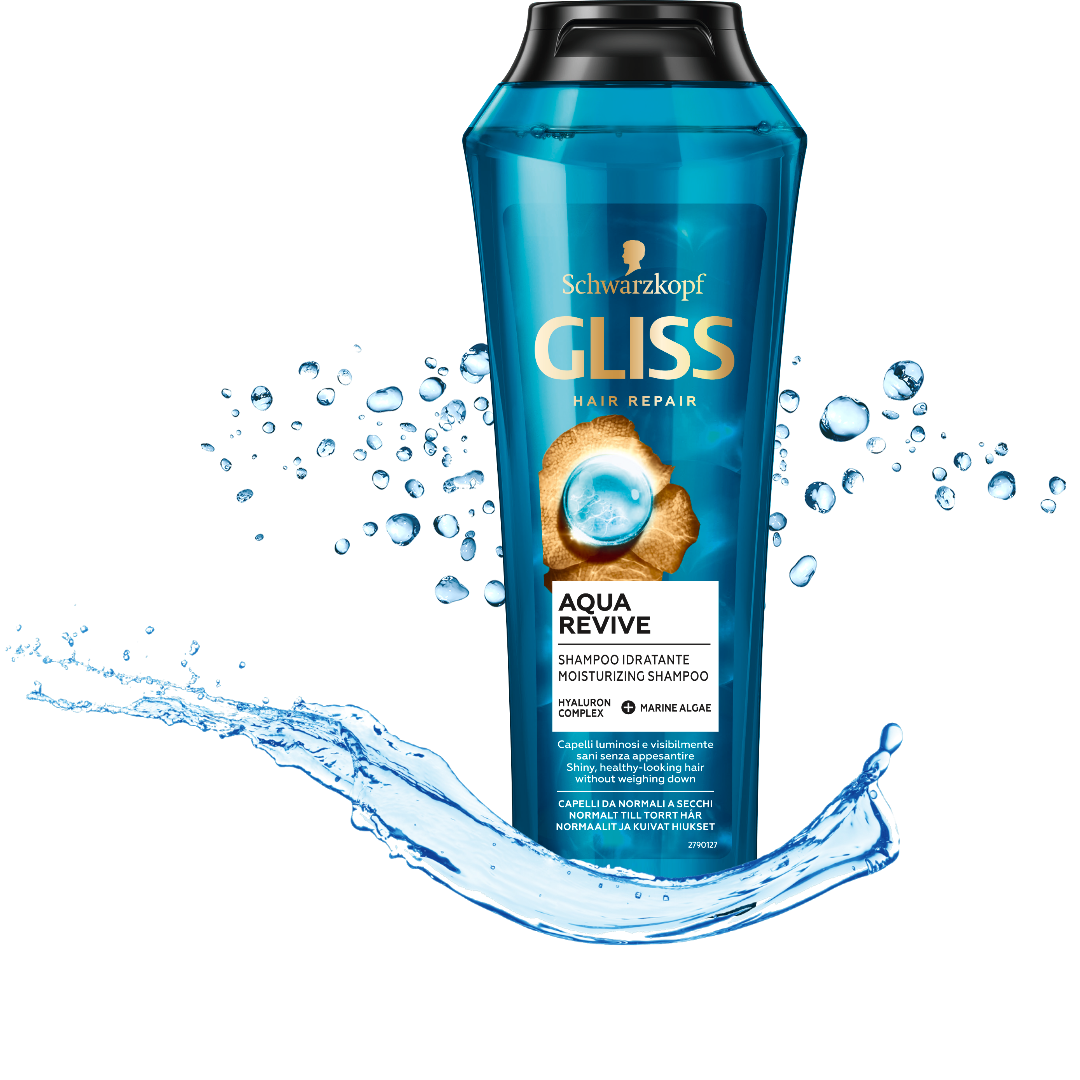 Schwarzkopf
GLISS
HAIR REPAIR
AQUA
REVIVE
SHAMPOO IDRATANTE
MOISTURIZING SHAMPOO
HYALURON
COMPLEX
+ MARINE ALGAE
Capelli luminosi e visibilmente
sani senza appesantire
Shiny, healthy-looking hair
without weighing down
CAPELLI DA NORMALI A SECCHI
NORMALT TILL TORRT HÅR
NORMAALIT JA KUIVAT HIUKSET
2790127